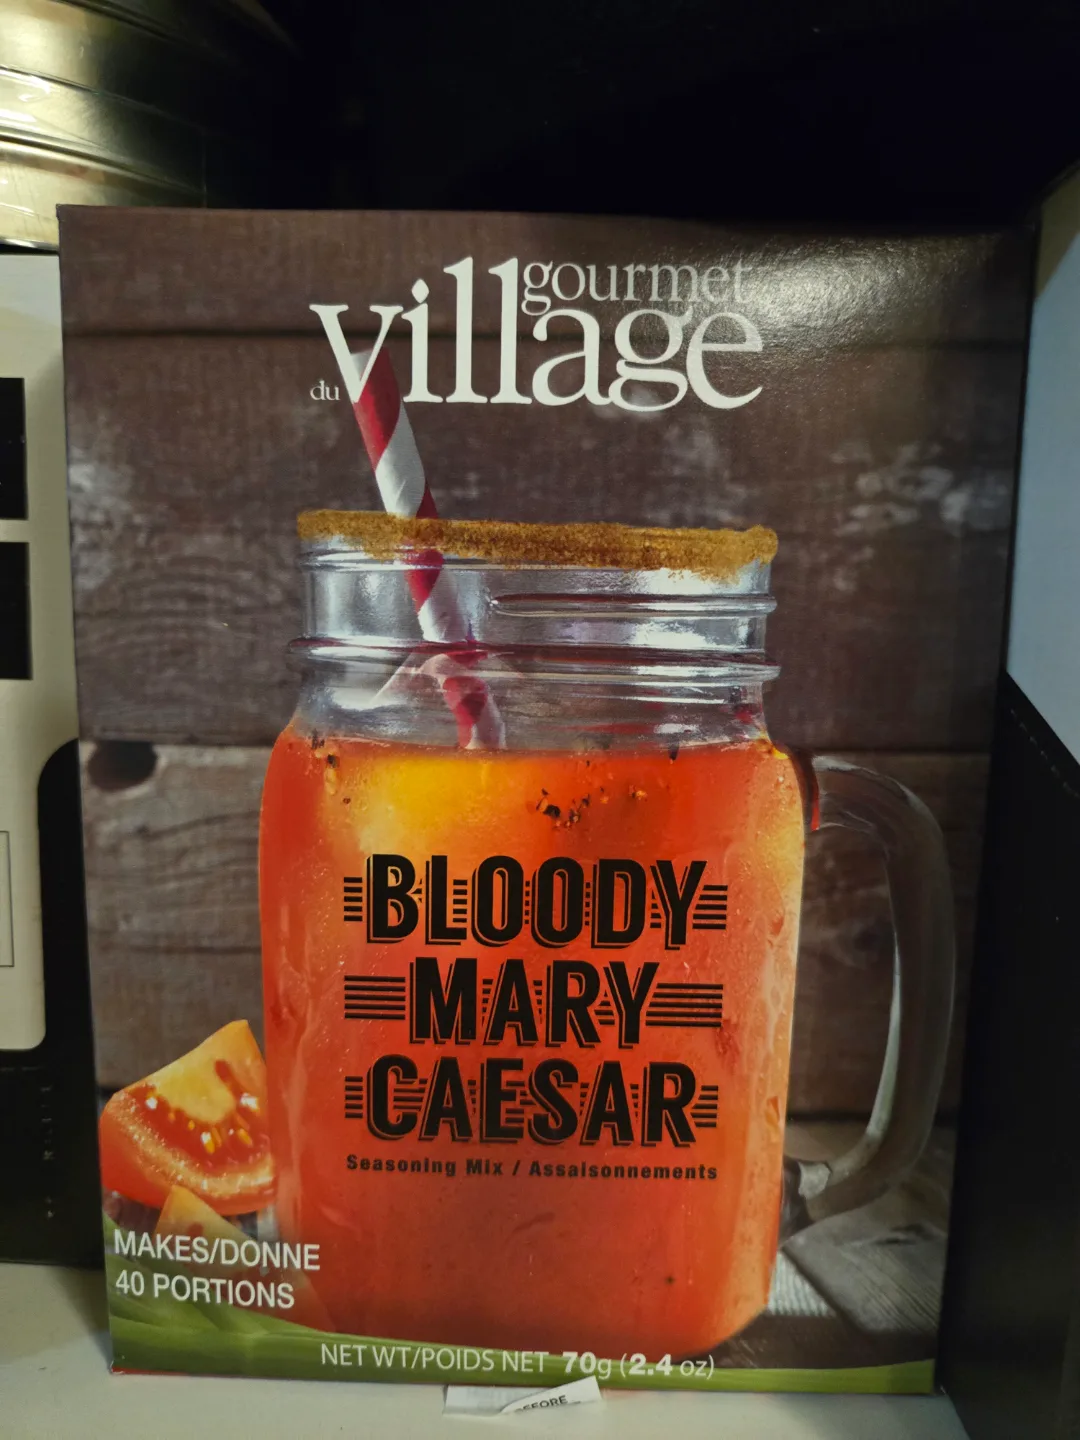 gourmet
du village
BLOODY
MARY
CAESAR
Seasoning Mix / Assaisonnements
MAKES/DONNE
40 PORTIONS
NET WT/POIDS NET 70g (2.4 oz)
EFORE